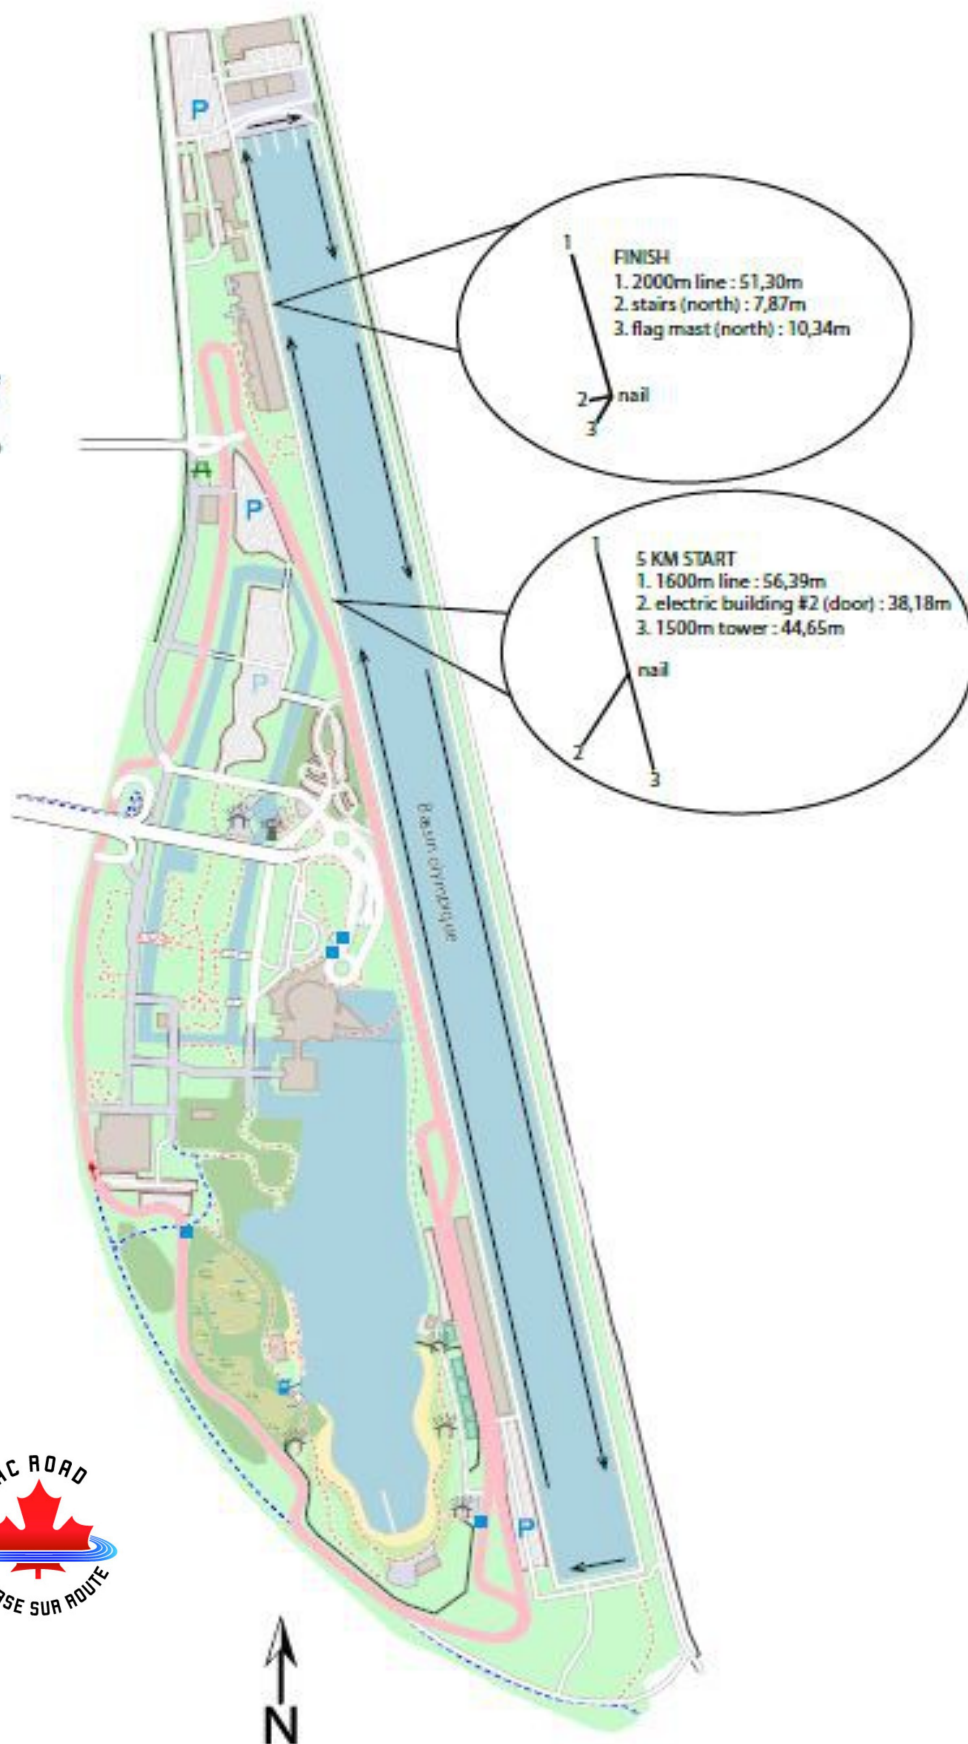 P
FINISH
1
1. 2000m line : 51,30m
2. stairs (north) : 7,87m
3. flag mast (north) : 10,34m
2
nail
3
P
5 KM START
1
1. 1600m line : 56,39m
2. electric building #2 (door) : 38,18m
3. 1500m tower : 44,65m
nail
2
3
P
Bassin olympique
ROAD
SUR ROUTE
P
N